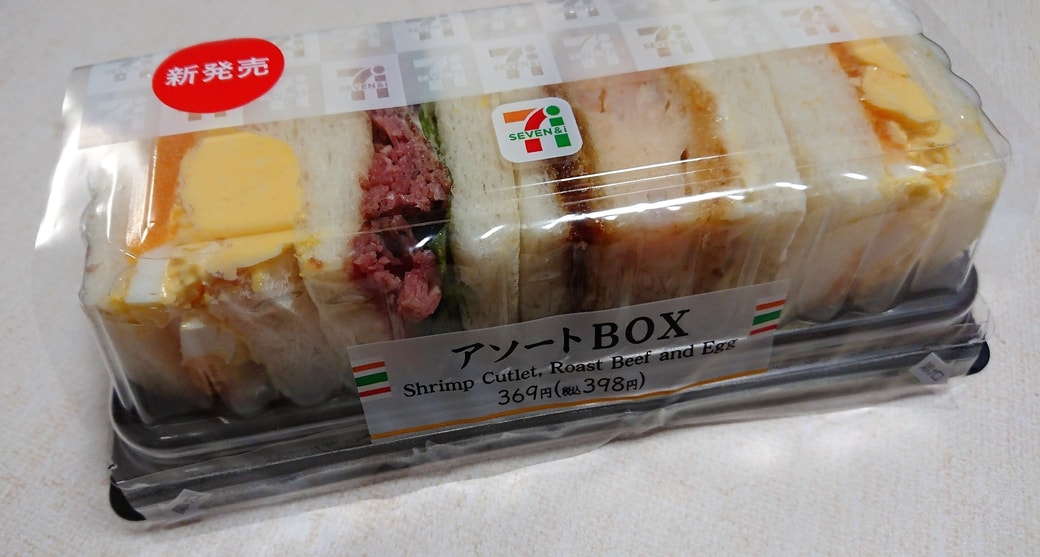 新発売
SEVEN&i
アソートBOX
Shrimp Cutlet, Roast Beef and Egg
369円(税込398円)